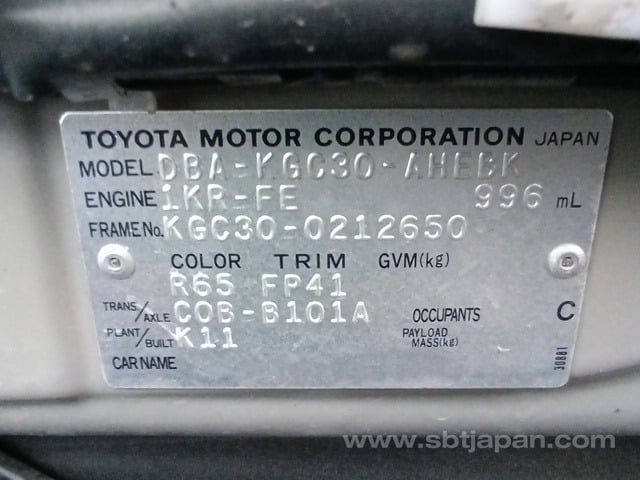 TOYOTA MOTOR CORPORATION JAPAN
MODEL DBA-KGC30-AHEBK
ENGINE 1KR-FE 996 mL
FRAME No. KGC30-0212650
COLOR TRIM GVM(kg)
R65 FP41
TRANS./AXLE C0B-B101A OCCUPANTS C
PLANT/BUILT K11 PAYLOAD MASS(kg)
CAR NAME
30881
www.sbtjapan.com